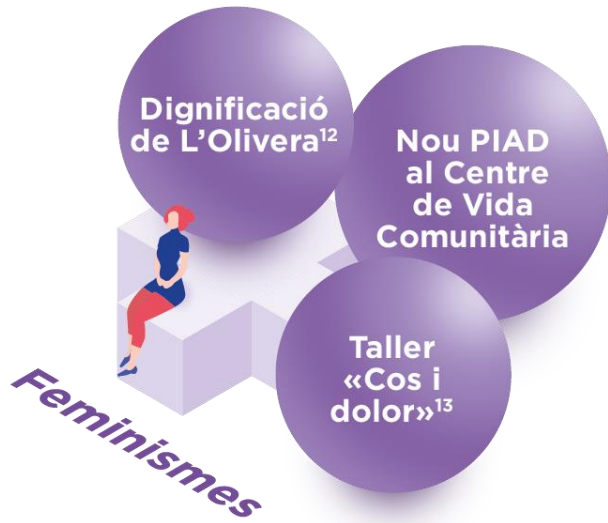 Dignificació
de L’Olivera¹²
Nou PIAD
al Centre
de Vida
Comunitària
Taller
«Cos i
dolor»¹³
Feminismes